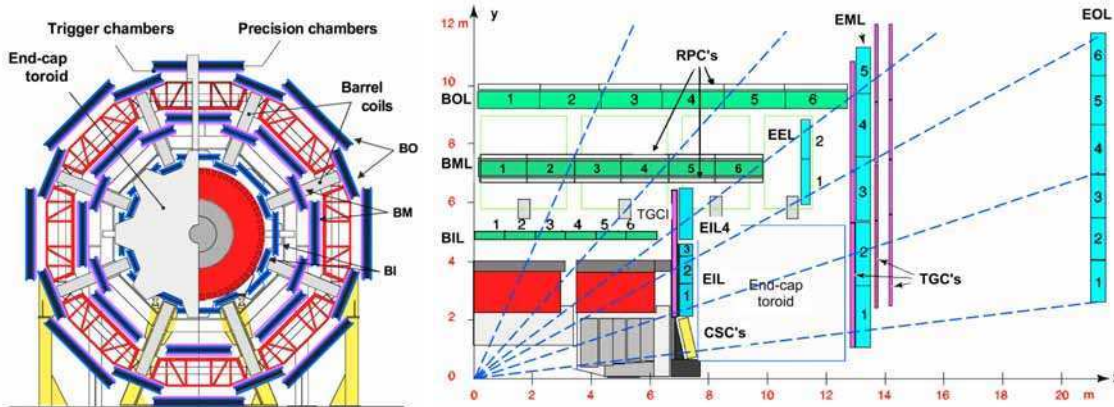 Trigger chambers
Precision chambers
End-cap
toroid
Barrel
coils
BO
BM
BI
12 m
y
10
8
6
4
2
0
BOL
1 2 3 4 5 6
RPC's
BML
1 2 3 4 5 6
BIL
1 2 3 4 5 6
TGCI
EEL
2
1
EIL4
EIL
3
2
1
CSC's
End-cap
toroid
EML
5
4
3
2
1
TGC's
EOL
6
5
4
3
2
1
0 2 4 6 8 10 12 14 16 18 20 m